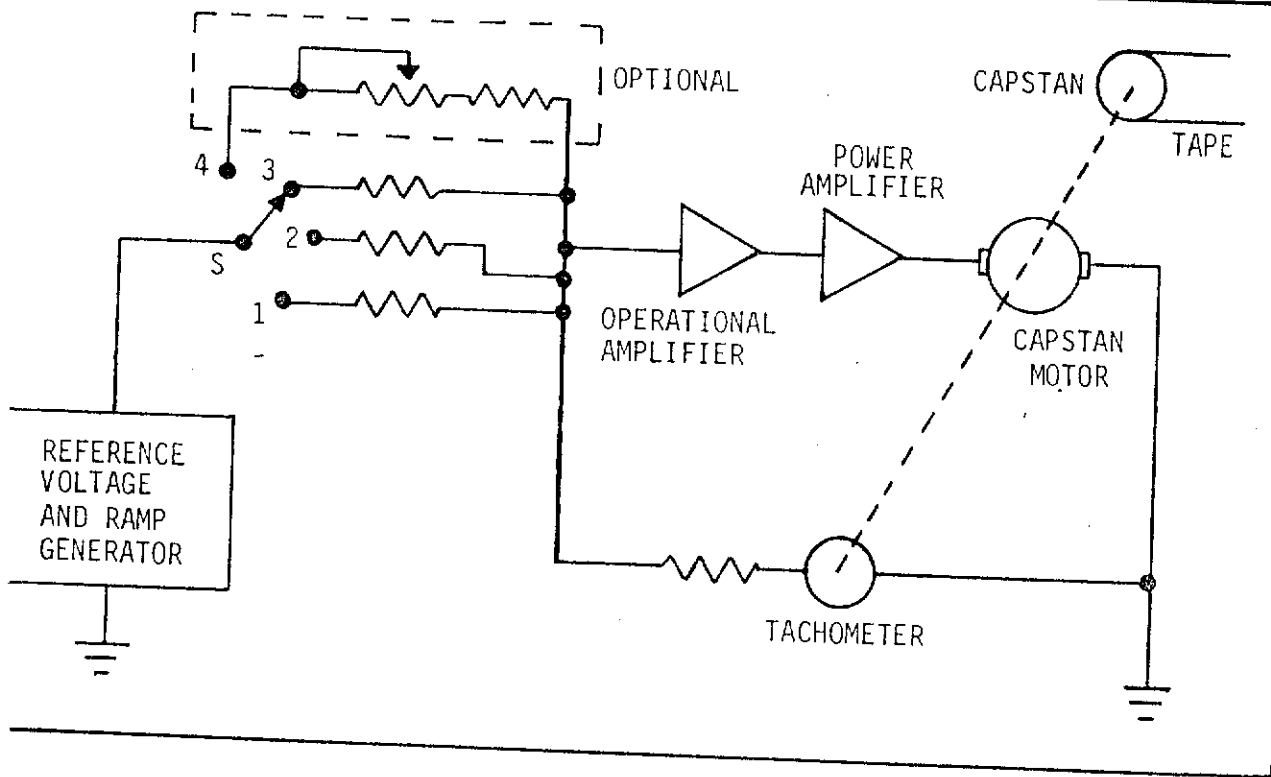 OPTIONAL
CAPSTAN
TAPE
4
3
POWER
AMPLIFIER
2
S
1
OPERATIONAL
AMPLIFIER
CAPSTAN
MOTOR
REFERENCE
VOLTAGE
AND RAMP
GENERATOR
TACHOMETER